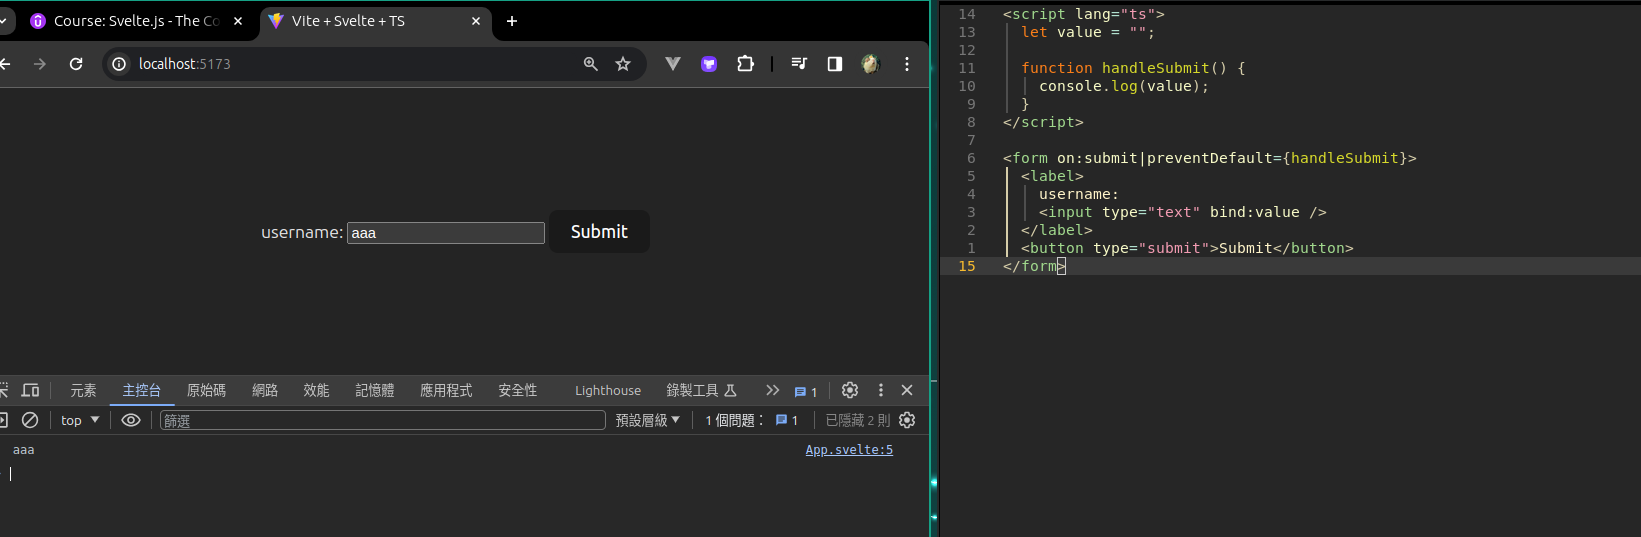 Course: Svelte.js - The Co
Vite + Svelte + TS
localhost:5173
username: aaa Submit
元素 主控台 原始碼 網路 效能 記憶體 應用程式 安全性 Lighthouse 錄製工具 1
top 篩選 預設層級 1 個問題： 1 已隱藏 2 則
aaa App.svelte:5
14 <script lang="ts">
13 let value = "";
12
11 function handleSubmit() {
10 console.log(value);
9 }
8 </script>
7
6 <form on:submit|preventDefault={handleSubmit}>
5 <label>
4 username:
3 <input type="text" bind:value />
2 </label>
1 <button type="submit">Submit</button>
15 </form>